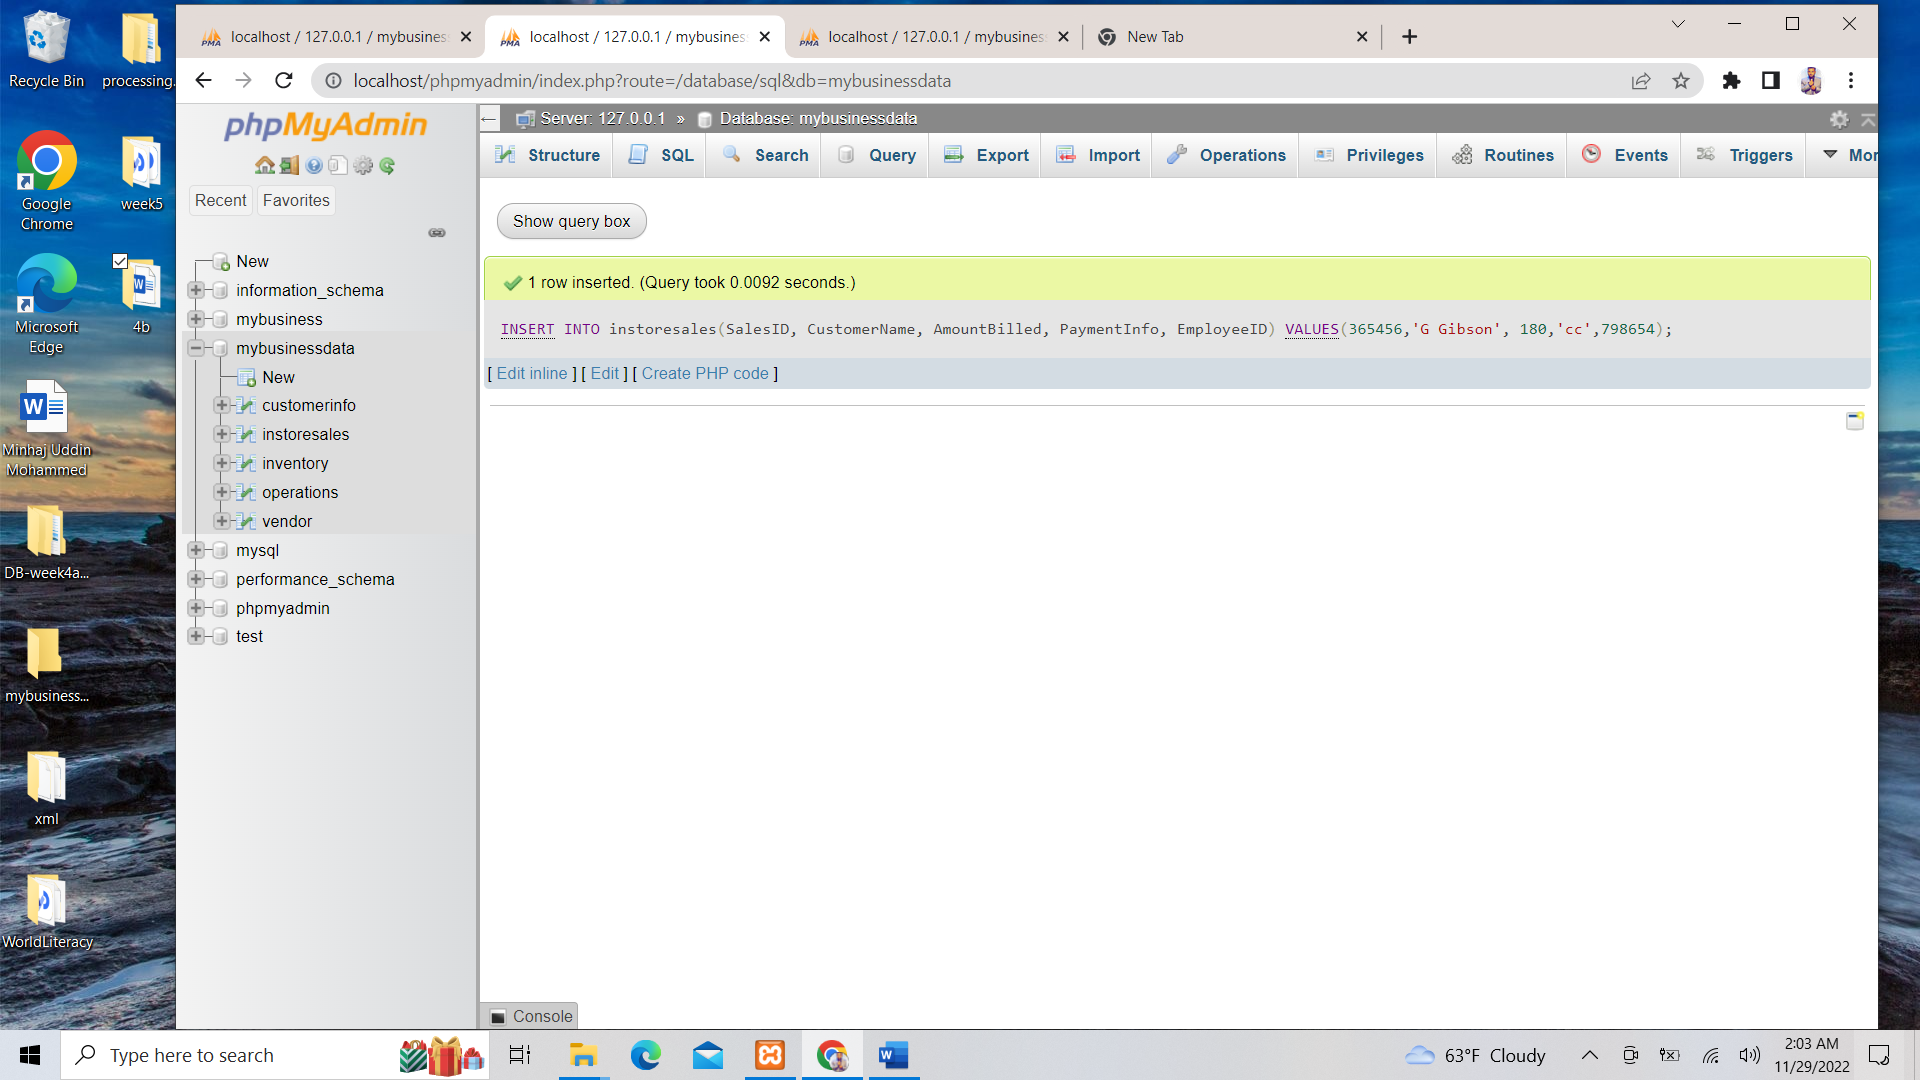 Recycle Bin
processing.
Google
Chrome
week5
Microsoft
Edge
4b
Minhaj Uddin
Mohammed
DB-week4a...
mybusiness...
xml
WorldLiteracy
localhost / 127.0.0.1 / mybusines
localhost / 127.0.0.1 / mybusines
localhost / 127.0.0.1 / mybusines
New Tab
localhost/phpmyadmin/index.php?route=/database/sql&db=mybusinessdata
phpMyAdmin
Recent
Favorites
New
information_schema
mybusiness
mybusinessdata
New
customerinfo
instoresales
inventory
operations
vendor
mysql
performance_schema
phpmyadmin
test
Server: 127.0.0.1 » Database: mybusinessdata
Structure SQL Search Query Export Import Operations Privileges Routines Events Triggers Mor
Show query box
1 row inserted. (Query took 0.0092 seconds.)
INSERT INTO instoresales(SalesID, CustomerName, AmountBilled, PaymentInfo, EmployeeID) VALUES(365456,'G Gibson', 180,'cc',798654);
[ Edit inline ] [ Edit ] [ Create PHP code ]
Console
Type here to search
63°F Cloudy
2:03 AM
11/29/2022